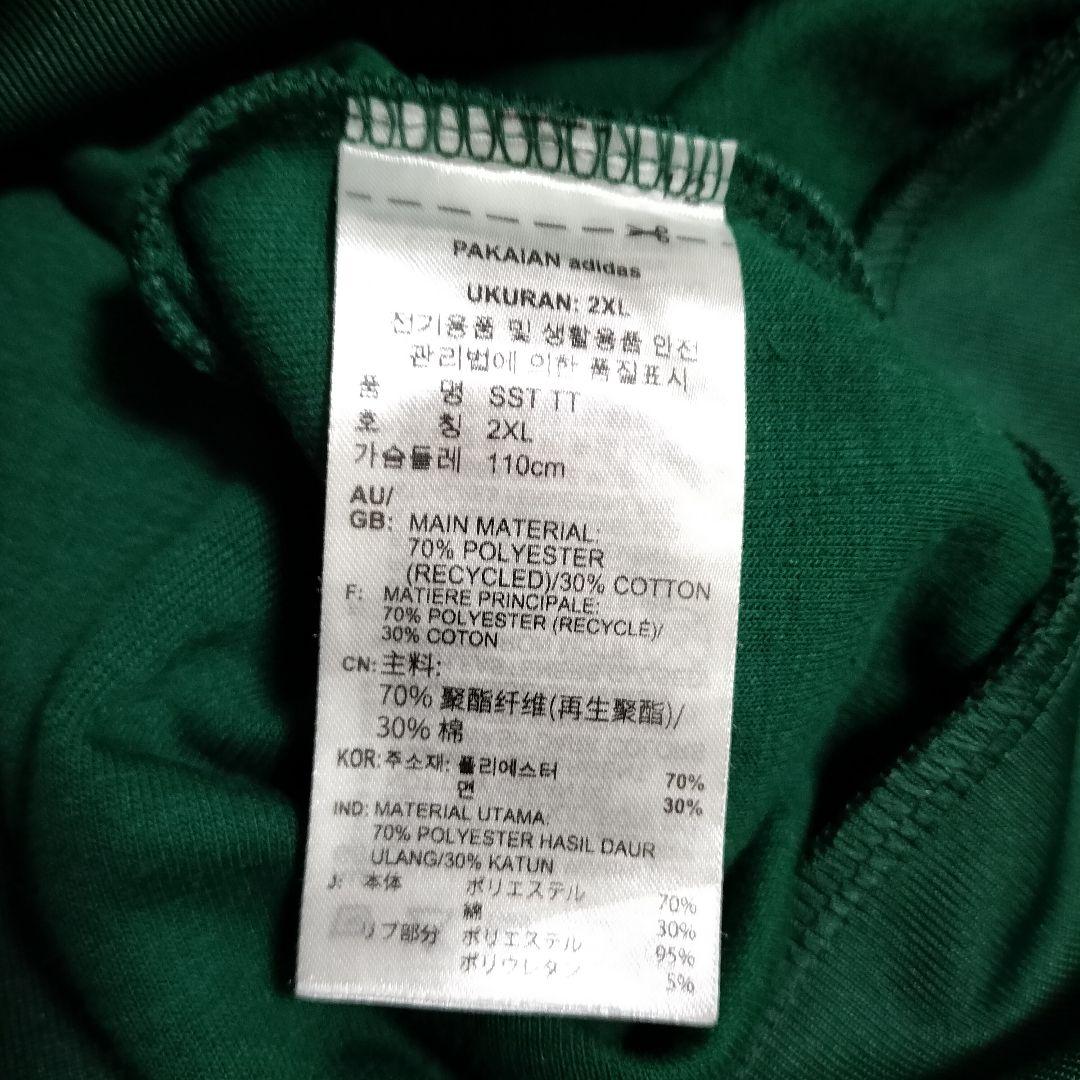 PAKAIAN adidas
UKURAN: 2XL
전기용품 및 생활용품 안전
관리법에 의한 품질표시
품 명 SST TT
호 칭 2XL
가슴둘레 110cm
AU/
GB: MAIN MATERIAL:
70% POLYESTER
(RECYCLED)/30% COTTON
F: MATIERE PRINCIPALE:
70% POLYESTER (RECYCLÉ)/
30% COTON
CN: 主料:
70% 聚酯纤维(再生聚酯)/
30% 棉
KOR: 주소재: 폴리에스터 70%
면 30%
IND: MATERIAL UTAMA:
70% POLYESTER HASIL DAUR
ULANG/30% KATUN
J: 本体 ポリエステル 70%
綿 30%
リブ部分 ポリエステル 95%
ポリウレタン 5%